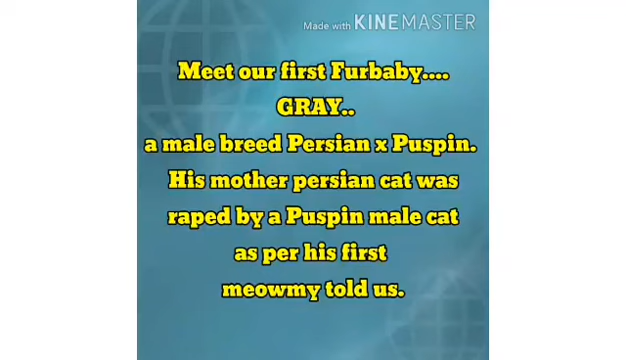 Made with KINEMASTER
Meet our first Furbaby....
GRAY..
a male breed Persian x Puspin.
His mother persian cat was
raped by a Puspin male cat
as per his first
meowmy told us.